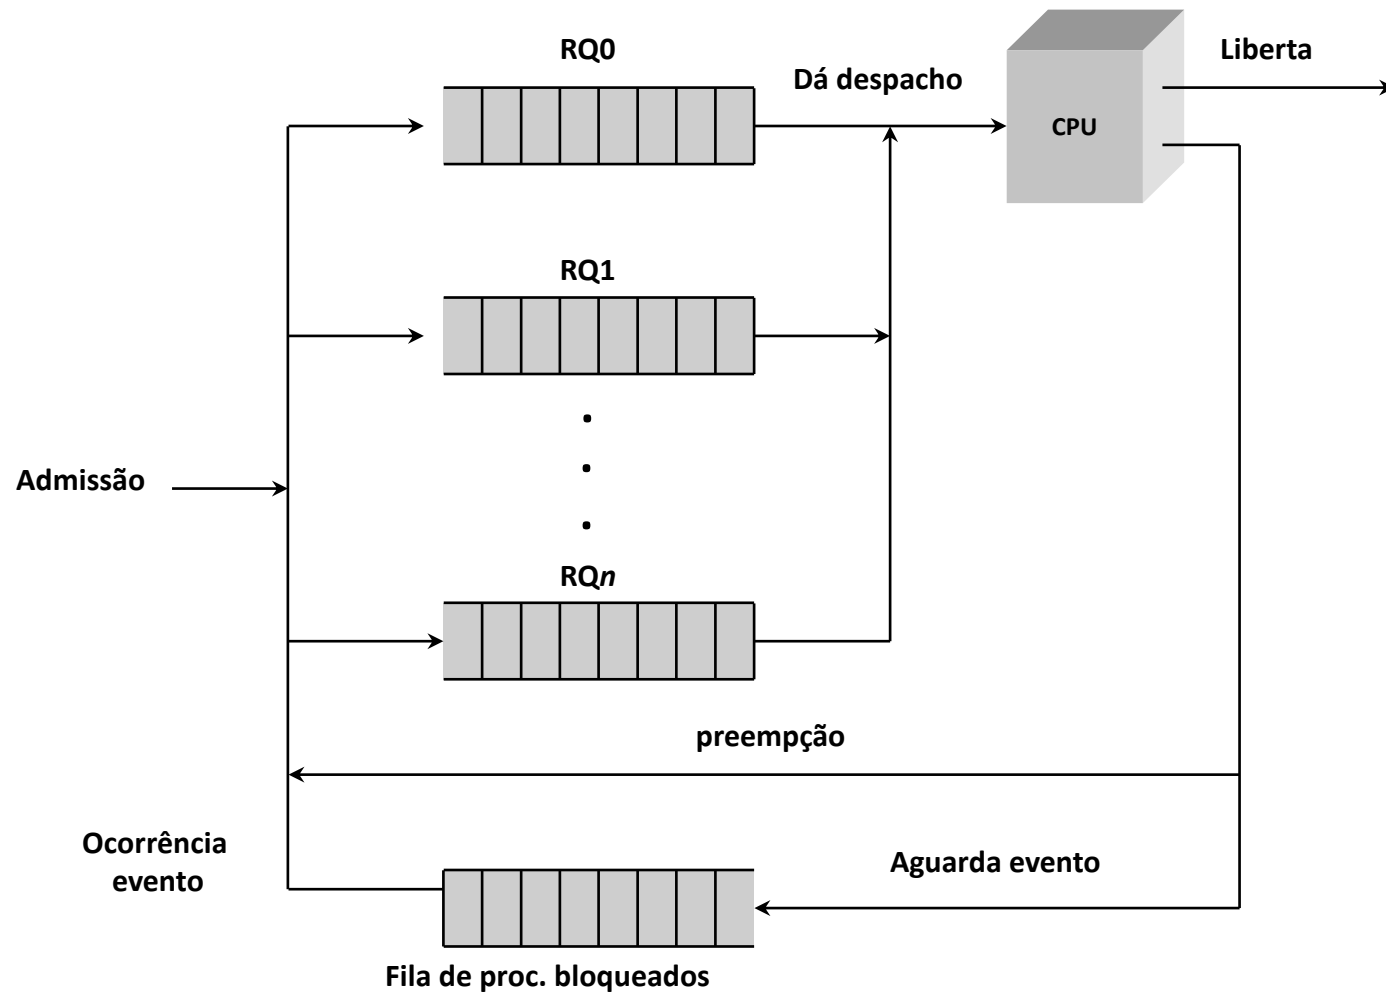 RQ0
Dá despacho
Liberta
CPU
RQ1
Admissão
RQn
preempção
Ocorrência
evento
Aguarda evento
Fila de proc. bloqueados